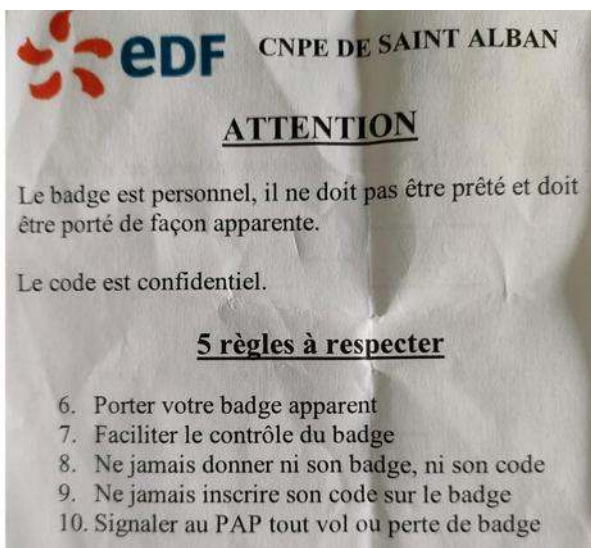 eDF CNPE DE SAINT ALBAN
ATTENTION
Le badge est personnel, il ne doit pas être prêté et doit
être porté de façon apparente.
Le code est confidentiel.
5 règles à respecter
6. Porter votre badge apparent
7. Faciliter le contrôle du badge
8. Ne jamais donner ni son badge, ni son code
9. Ne jamais inscrire son code sur le badge
10. Signaler au PAP tout vol ou perte de badge